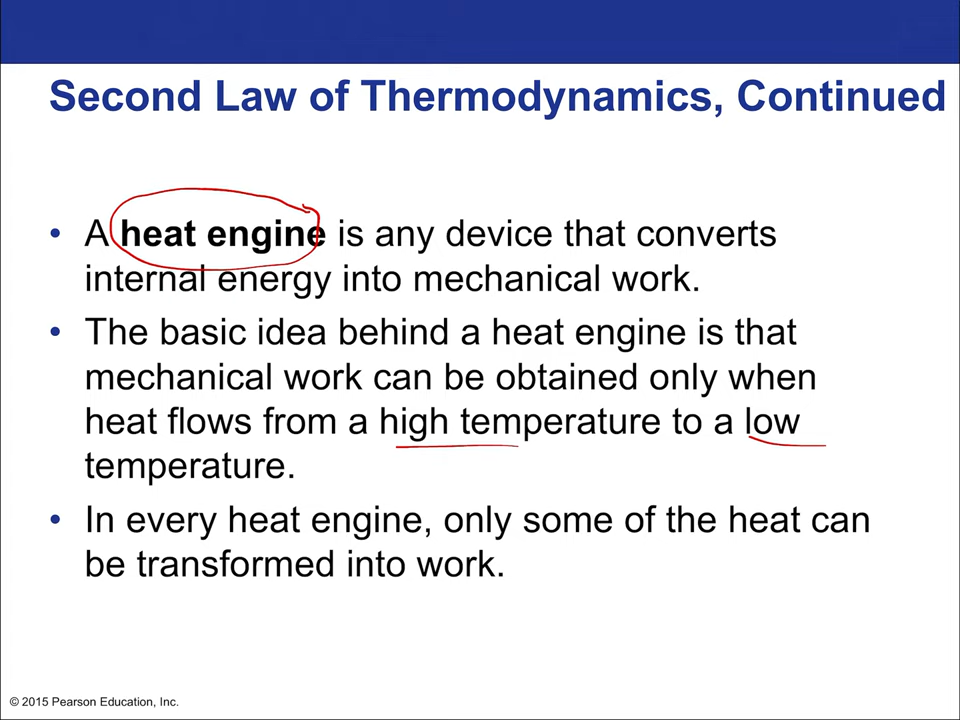 Second Law of Thermodynamics, Continued
• A heat engine is any device that converts
internal energy into mechanical work.
• The basic idea behind a heat engine is that
mechanical work can be obtained only when
heat flows from a high temperature to a low
temperature.
• In every heat engine, only some of the heat can
be transformed into work.
© 2015 Pearson Education, Inc.